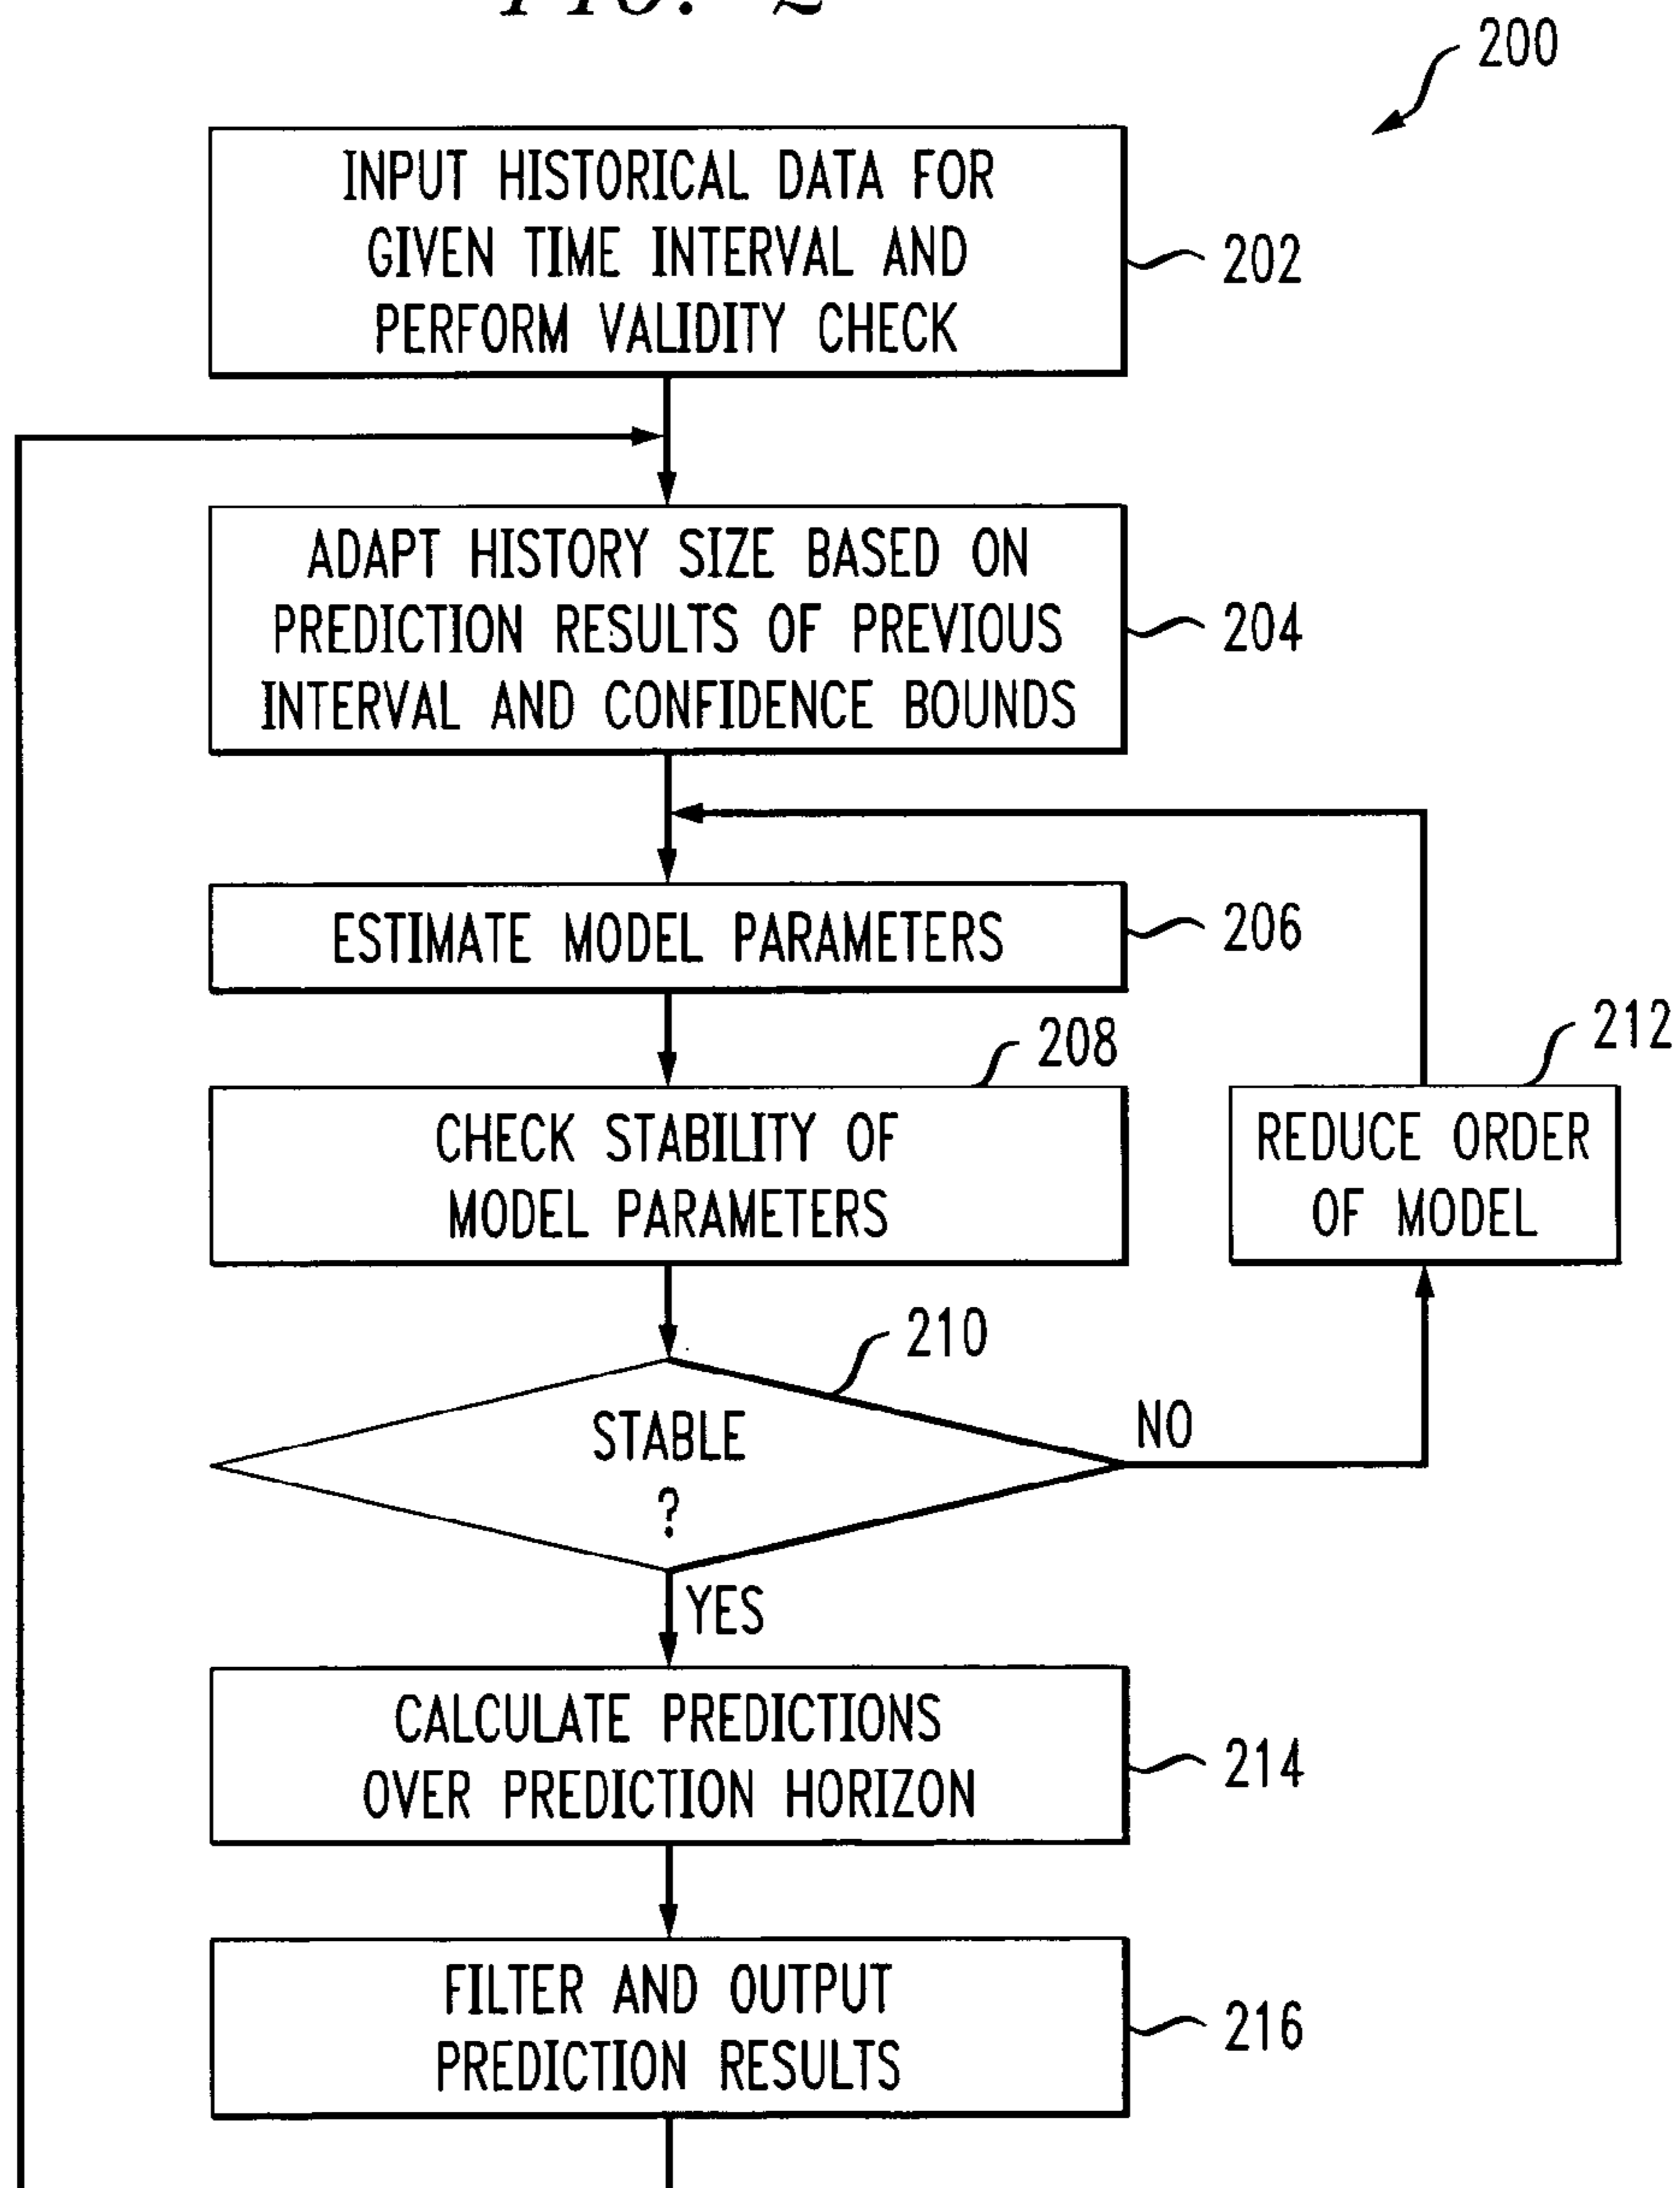 FIG. 2
200
INPUT HISTORICAL DATA FOR
GIVEN TIME INTERVAL AND
PERFORM VALIDITY CHECK
202
ADAPT HISTORY SIZE BASED ON
PREDICTION RESULTS OF PREVIOUS
INTERVAL AND CONFIDENCE BOUNDS
204
ESTIMATE MODEL PARAMETERS
206
208
CHECK STABILITY OF
MODEL PARAMETERS
212
REDUCE ORDER
OF MODEL
210
STABLE
?
NO
YES
CALCULATE PREDICTIONS
OVER PREDICTION HORIZON
214
FILTER AND OUTPUT
PREDICTION RESULTS
216